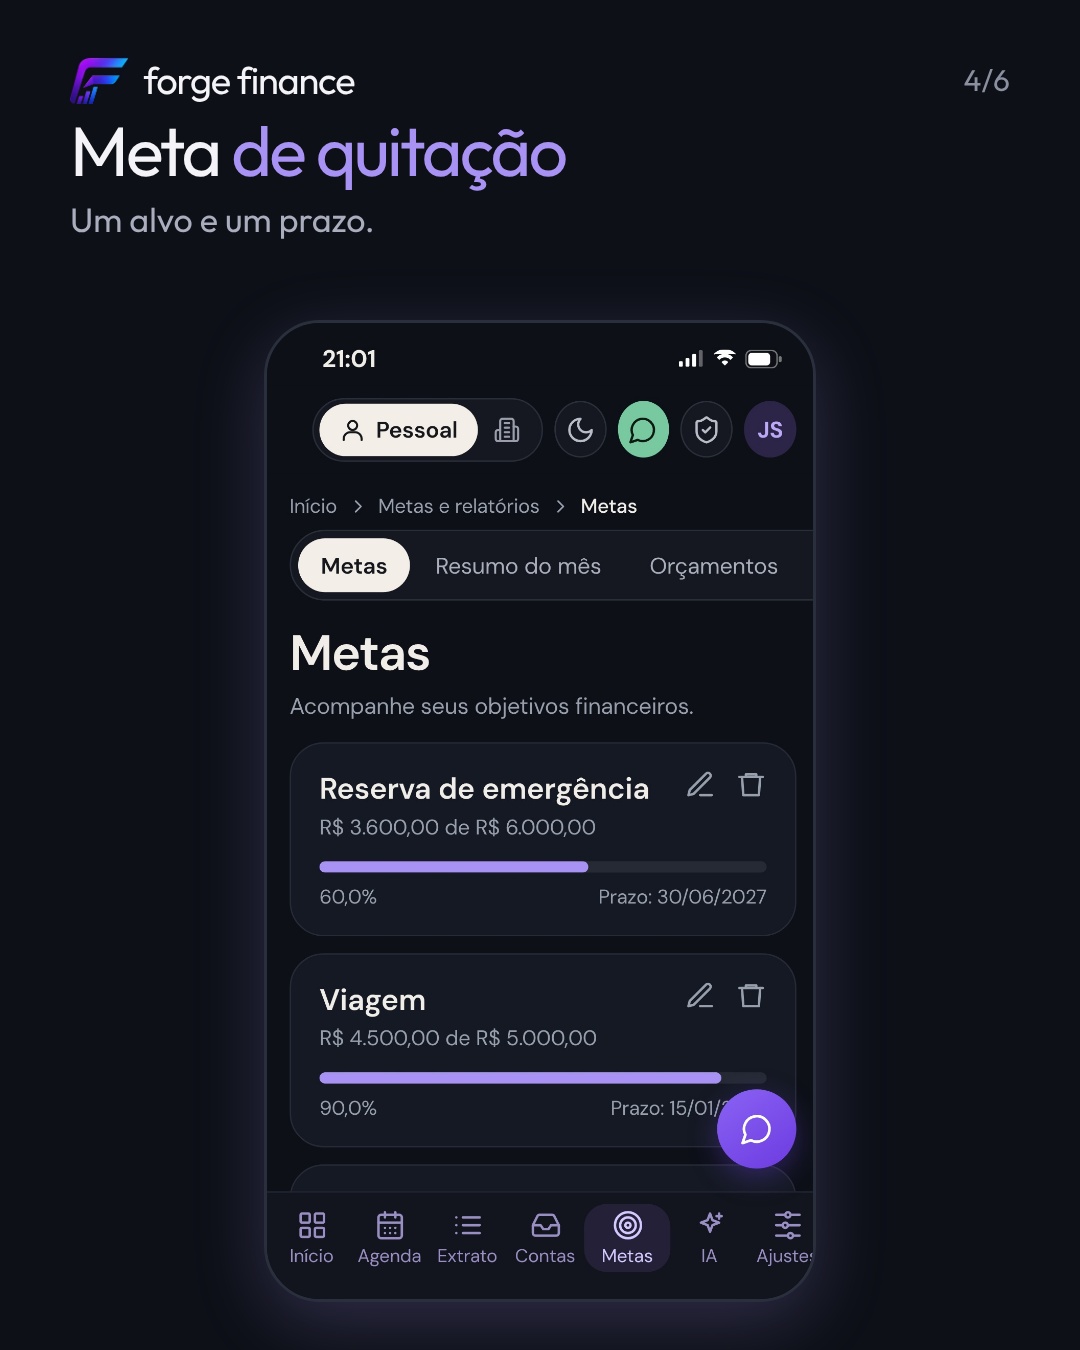 forge finance
4/6
Meta de quitação
Um alvo e um prazo.
21:01
Pessoal
JS
Início > Metas e relatórios > Metas
Metas Resumo do mês Orçamentos
Metas
Acompanhe seus objetivos financeiros.
Reserva de emergência
R$ 3.600,00 de R$ 6.000,00
60,0% Prazo: 30/06/2027
Viagem
R$ 4.500,00 de R$ 5.000,00
90,0% Prazo: 15/01/
Início Agenda Extrato Contas Metas IA Ajustes